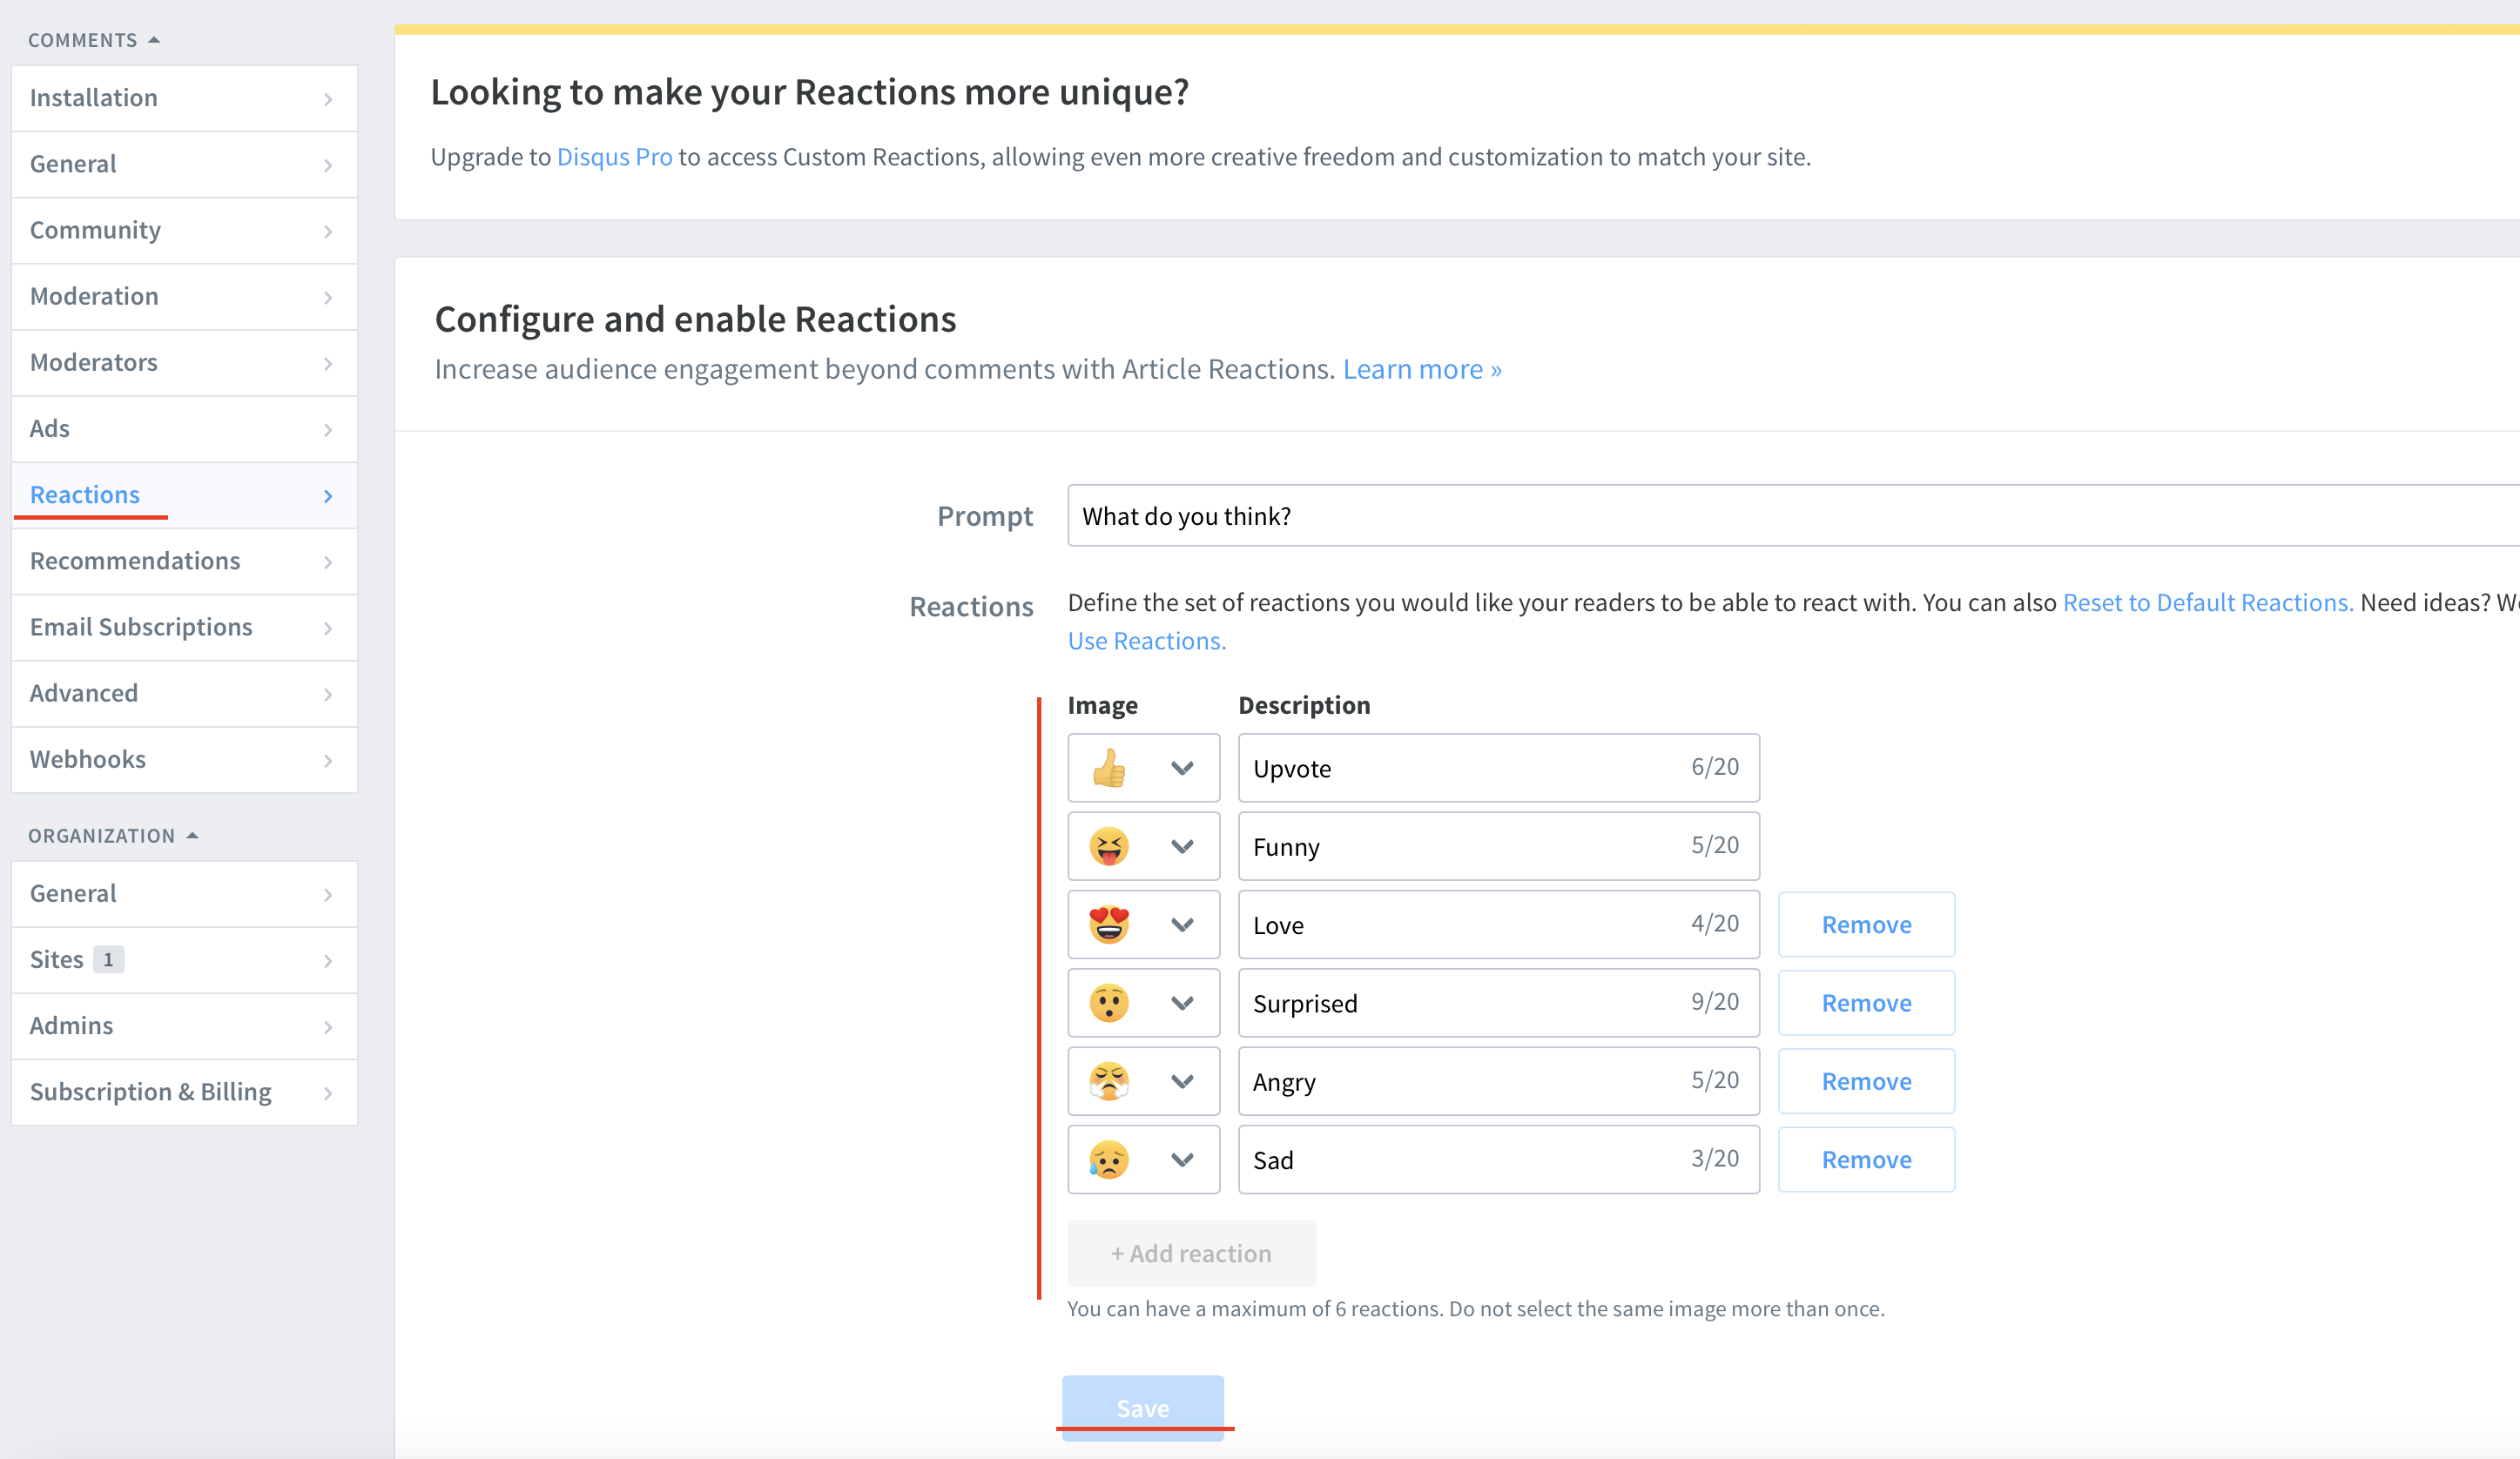 COMMENTS
Installation
General
Community
Moderation
Moderators
Ads
Reactions
Recommendations
Email Subscriptions
Advanced
Webhooks
ORGANIZATION
General
Sites 1
Admins
Subscription & Billing
Looking to make your Reactions more unique?
Upgrade to Disqus Pro to access Custom Reactions, allowing even more creative freedom and customization to match your site.
Configure and enable Reactions
Increase audience engagement beyond comments with Article Reactions. Learn more »
Prompt What do you think?
Reactions Define the set of reactions you would like your readers to be able to react with. You can also Reset to Default Reactions. Need ideas?
Use Reactions.
Image Description
Upvote 6/20
Funny 5/20
Love 4/20 Remove
Surprised 9/20 Remove
Angry 5/20 Remove
Sad 3/20 Remove
+ Add reaction
You can have a maximum of 6 reactions. Do not select the same image more than once.
Save